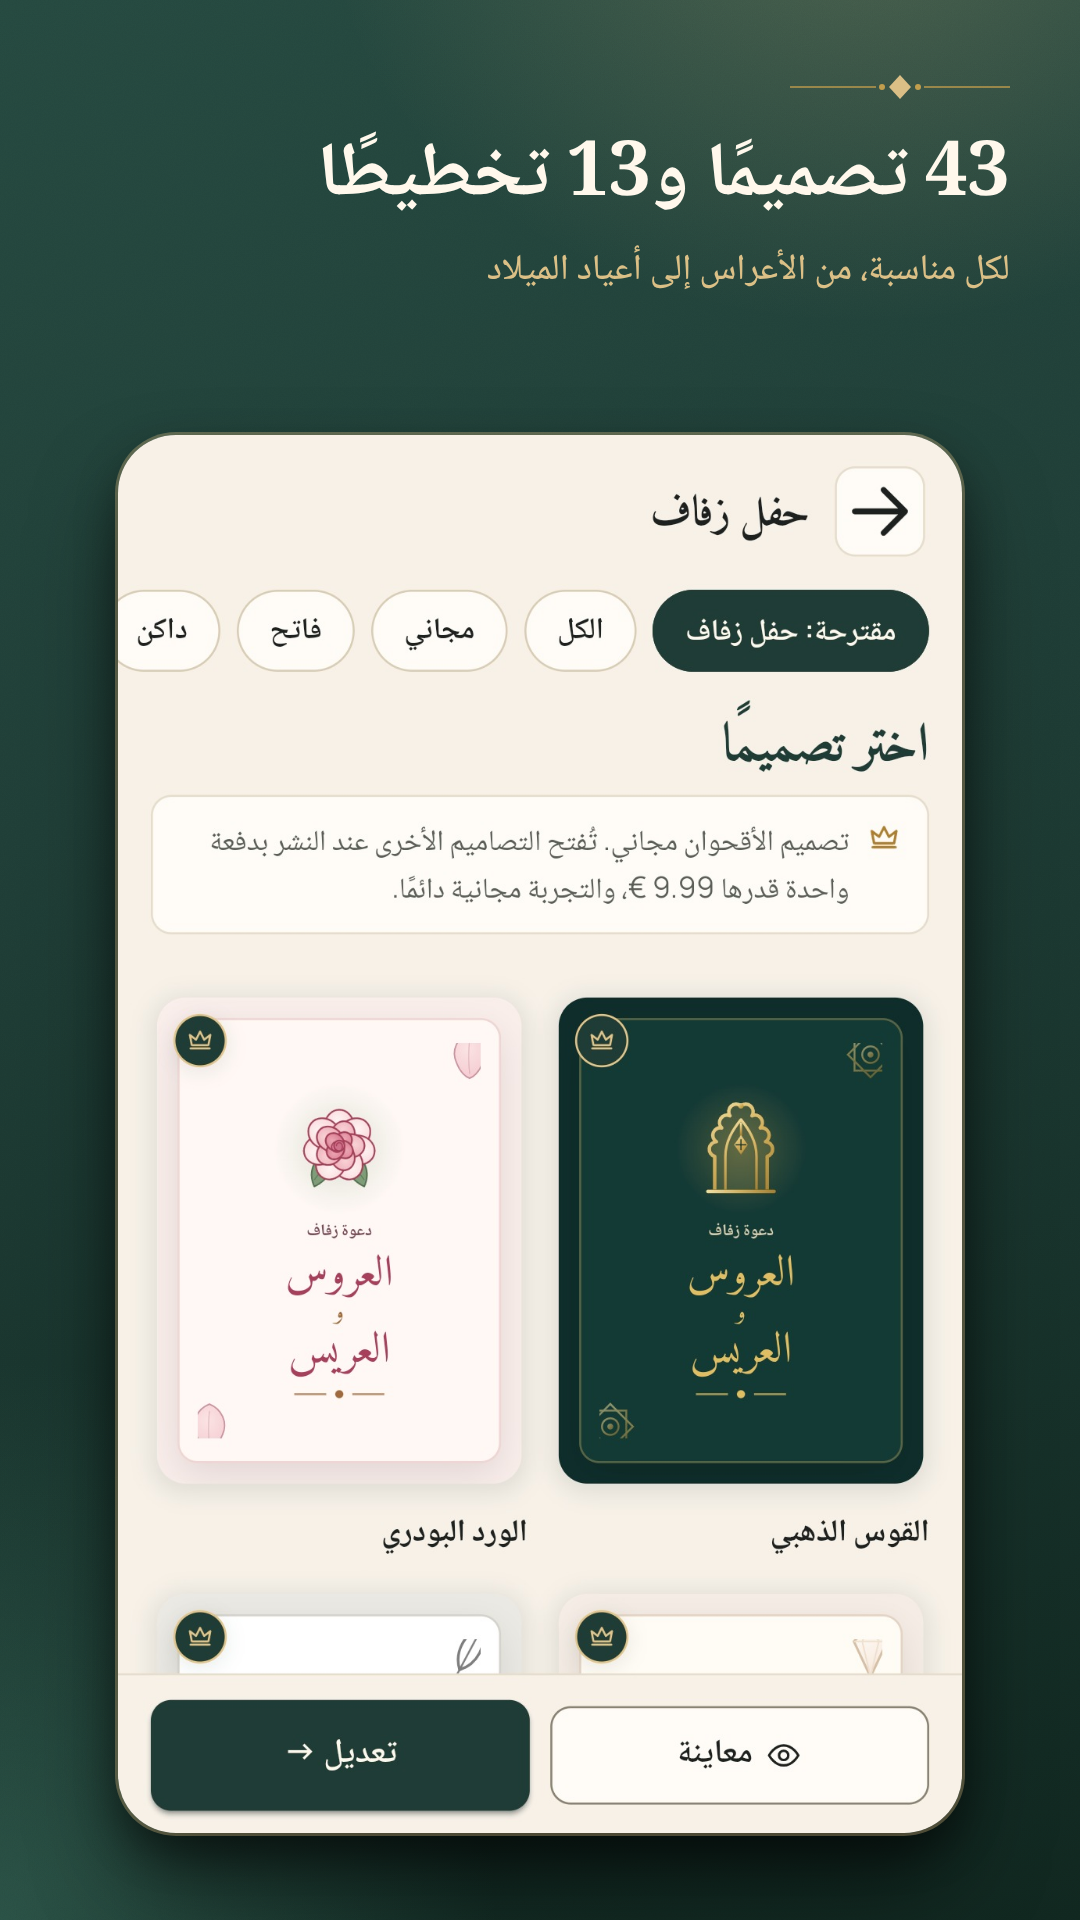 43 تصميمًا و13 تخطيطًا
لكل مناسبة، من الأعراس إلى أعياد الميلاد
حفل زفاف
مقترحة: حفل زفاف
الكل
مجاني
فاتح
داكن
اختر تصميمًا
تصميم الأقحوان مجاني. تُفتح التصاميم الأخرى عند النشر بدفعة
واحدة قدرها 9.99 €، والتجربة مجانية دائمًا.
دعوة زفاف
العروس
و
العريس
القوس الذهبي
دعوة زفاف
العروس
و
العريس
الورد البودري
معاينة
تعديل →